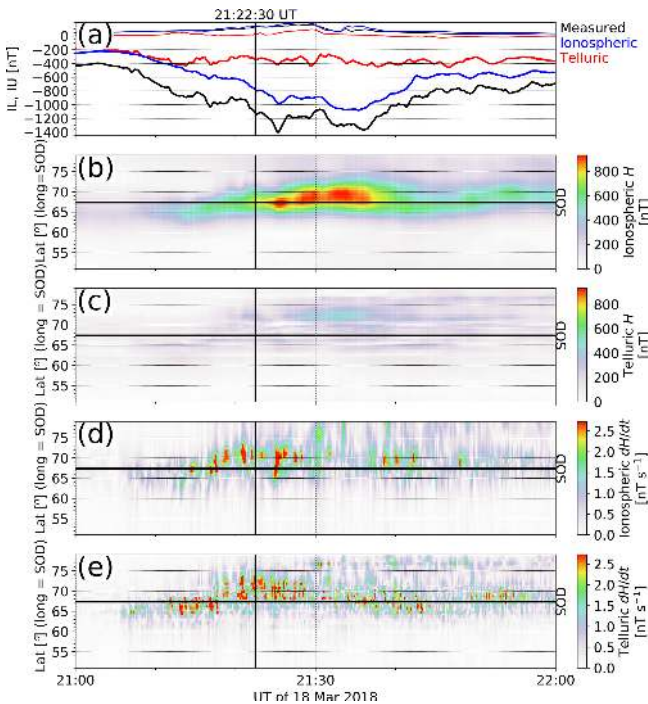 21:22:30 UT
(a)
Measured
Ionospheric
Telluric
IL, IU [nT]
0
−200
−400
−600
−800
−1000
−1200
−1400
(b)
Lat [°] (long=SOD)
75
70
65
60
55
SOD
800
600
400
200
0
Ionospheric H
[nT]
(c)
Lat [°] (long = SOD)
75
70
65
60
55
SOD
800
600
400
200
0
Telluric H
[nT]
(d)
Lat [°] (long = SOD)
75
70
65
60
55
SOD
2.5
2.0
1.5
1.0
0.5
0.0
Ionospheric dH/dt
[nT s⁻¹]
(e)
Lat [°] (long = SOD)
75
70
65
60
55
SOD
2.5
2.0
1.5
1.0
0.5
0.0
Telluric dH/dt
[nT s⁻¹]
21:00
21:30
22:00
UT of 18 Mar 2018